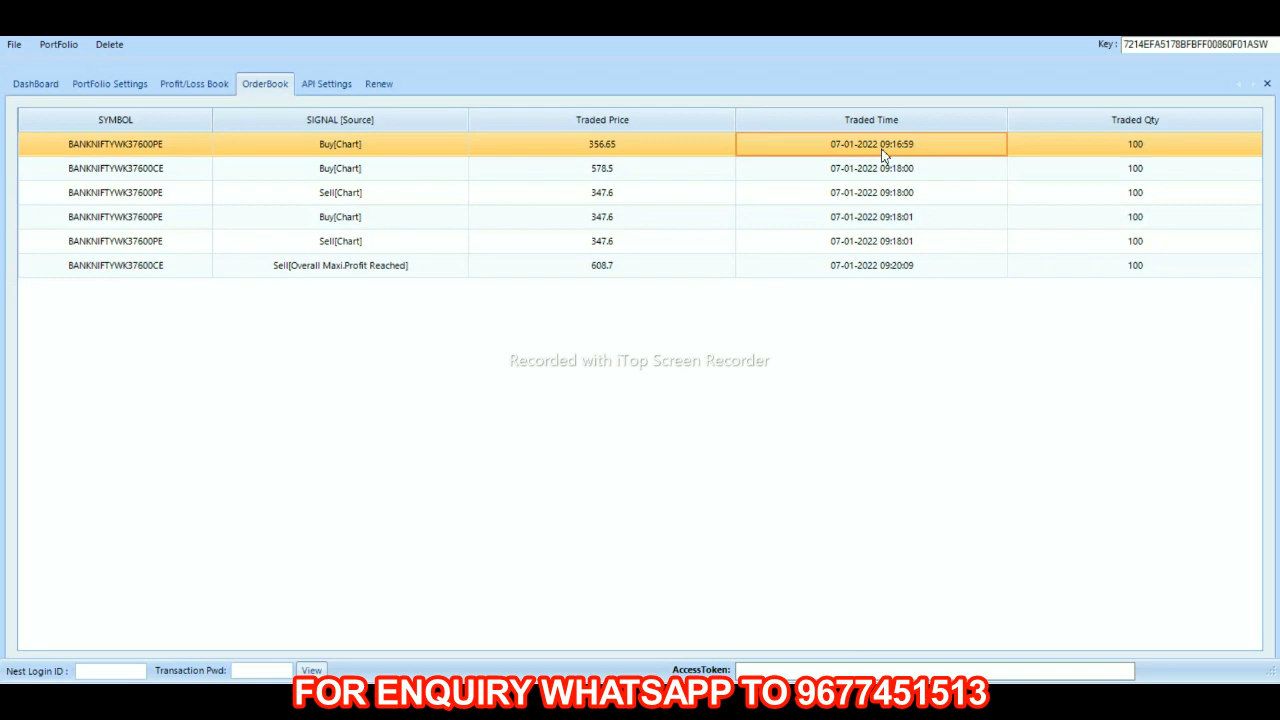 File PortFolio Delete Key : 7214EFA5178BFBFF00860F01ASW
DashBoard PortFolio Settings Profit/Loss Book OrderBook API Settings Renew
SYMBOL SIGNAL [Source] Traded Price Traded Time Traded Qty
BANKNIFTYWK37600PE Buy[Chart] 356.65 07-01-2022 09:16:59 100
BANKNIFTYWK37600CE Buy[Chart] 578.5 07-01-2022 09:18:00 100
BANKNIFTYWK37600PE Sell[Chart] 347.6 07-01-2022 09:18:00 100
BANKNIFTYWK37600PE Buy[Chart] 347.6 07-01-2022 09:18:01 100
BANKNIFTYWK37600PE Sell[Chart] 347.6 07-01-2022 09:18:01 100
BANKNIFTYWK37600CE Sell[Overall Maxi.Profit Reached] 608.7 07-01-2022 09:20:09 100
Recorded with iTop Screen Recorder
Nest Login ID : Transaction Pwd: View AccessToken:
FOR ENQUIRY WHATSAPP TO 9677451513